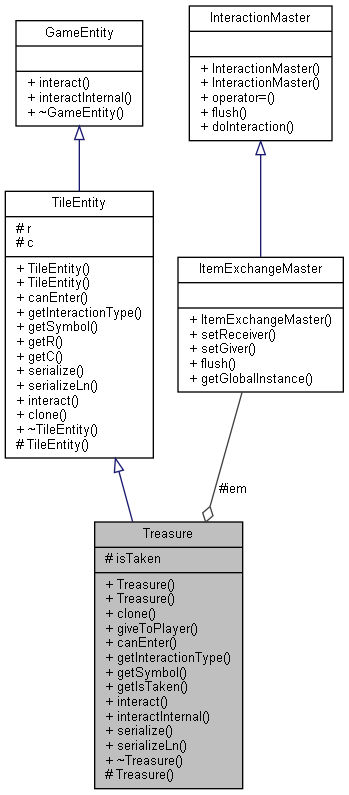 GameEntity
+ interact()
+ interactInternal()
+ ~GameEntity()
InteractionMaster
+ InteractionMaster()
+ InteractionMaster()
+ operator=()
+ flush()
+ doInteraction()
TileEntity
# r
# c
+ TileEntity()
+ TileEntity()
+ canEnter()
+ getInteractionType()
+ getSymbol()
+ getR()
+ getC()
+ serialize()
+ serializeLn()
+ interact()
+ clone()
+ ~TileEntity()
# TileEntity()
ItemExchangeMaster
+ ItemExchangeMaster()
+ setReceiver()
+ setGiver()
+ flush()
+ getGlobalInstance()
#iem
Treasure
# isTaken
+ Treasure()
+ Treasure()
+ clone()
+ giveToPlayer()
+ canEnter()
+ getInteractionType()
+ getSymbol()
+ getIsTaken()
+ interact()
+ interactInternal()
+ serialize()
+ serializeLn()
+ ~Treasure()
# Treasure()